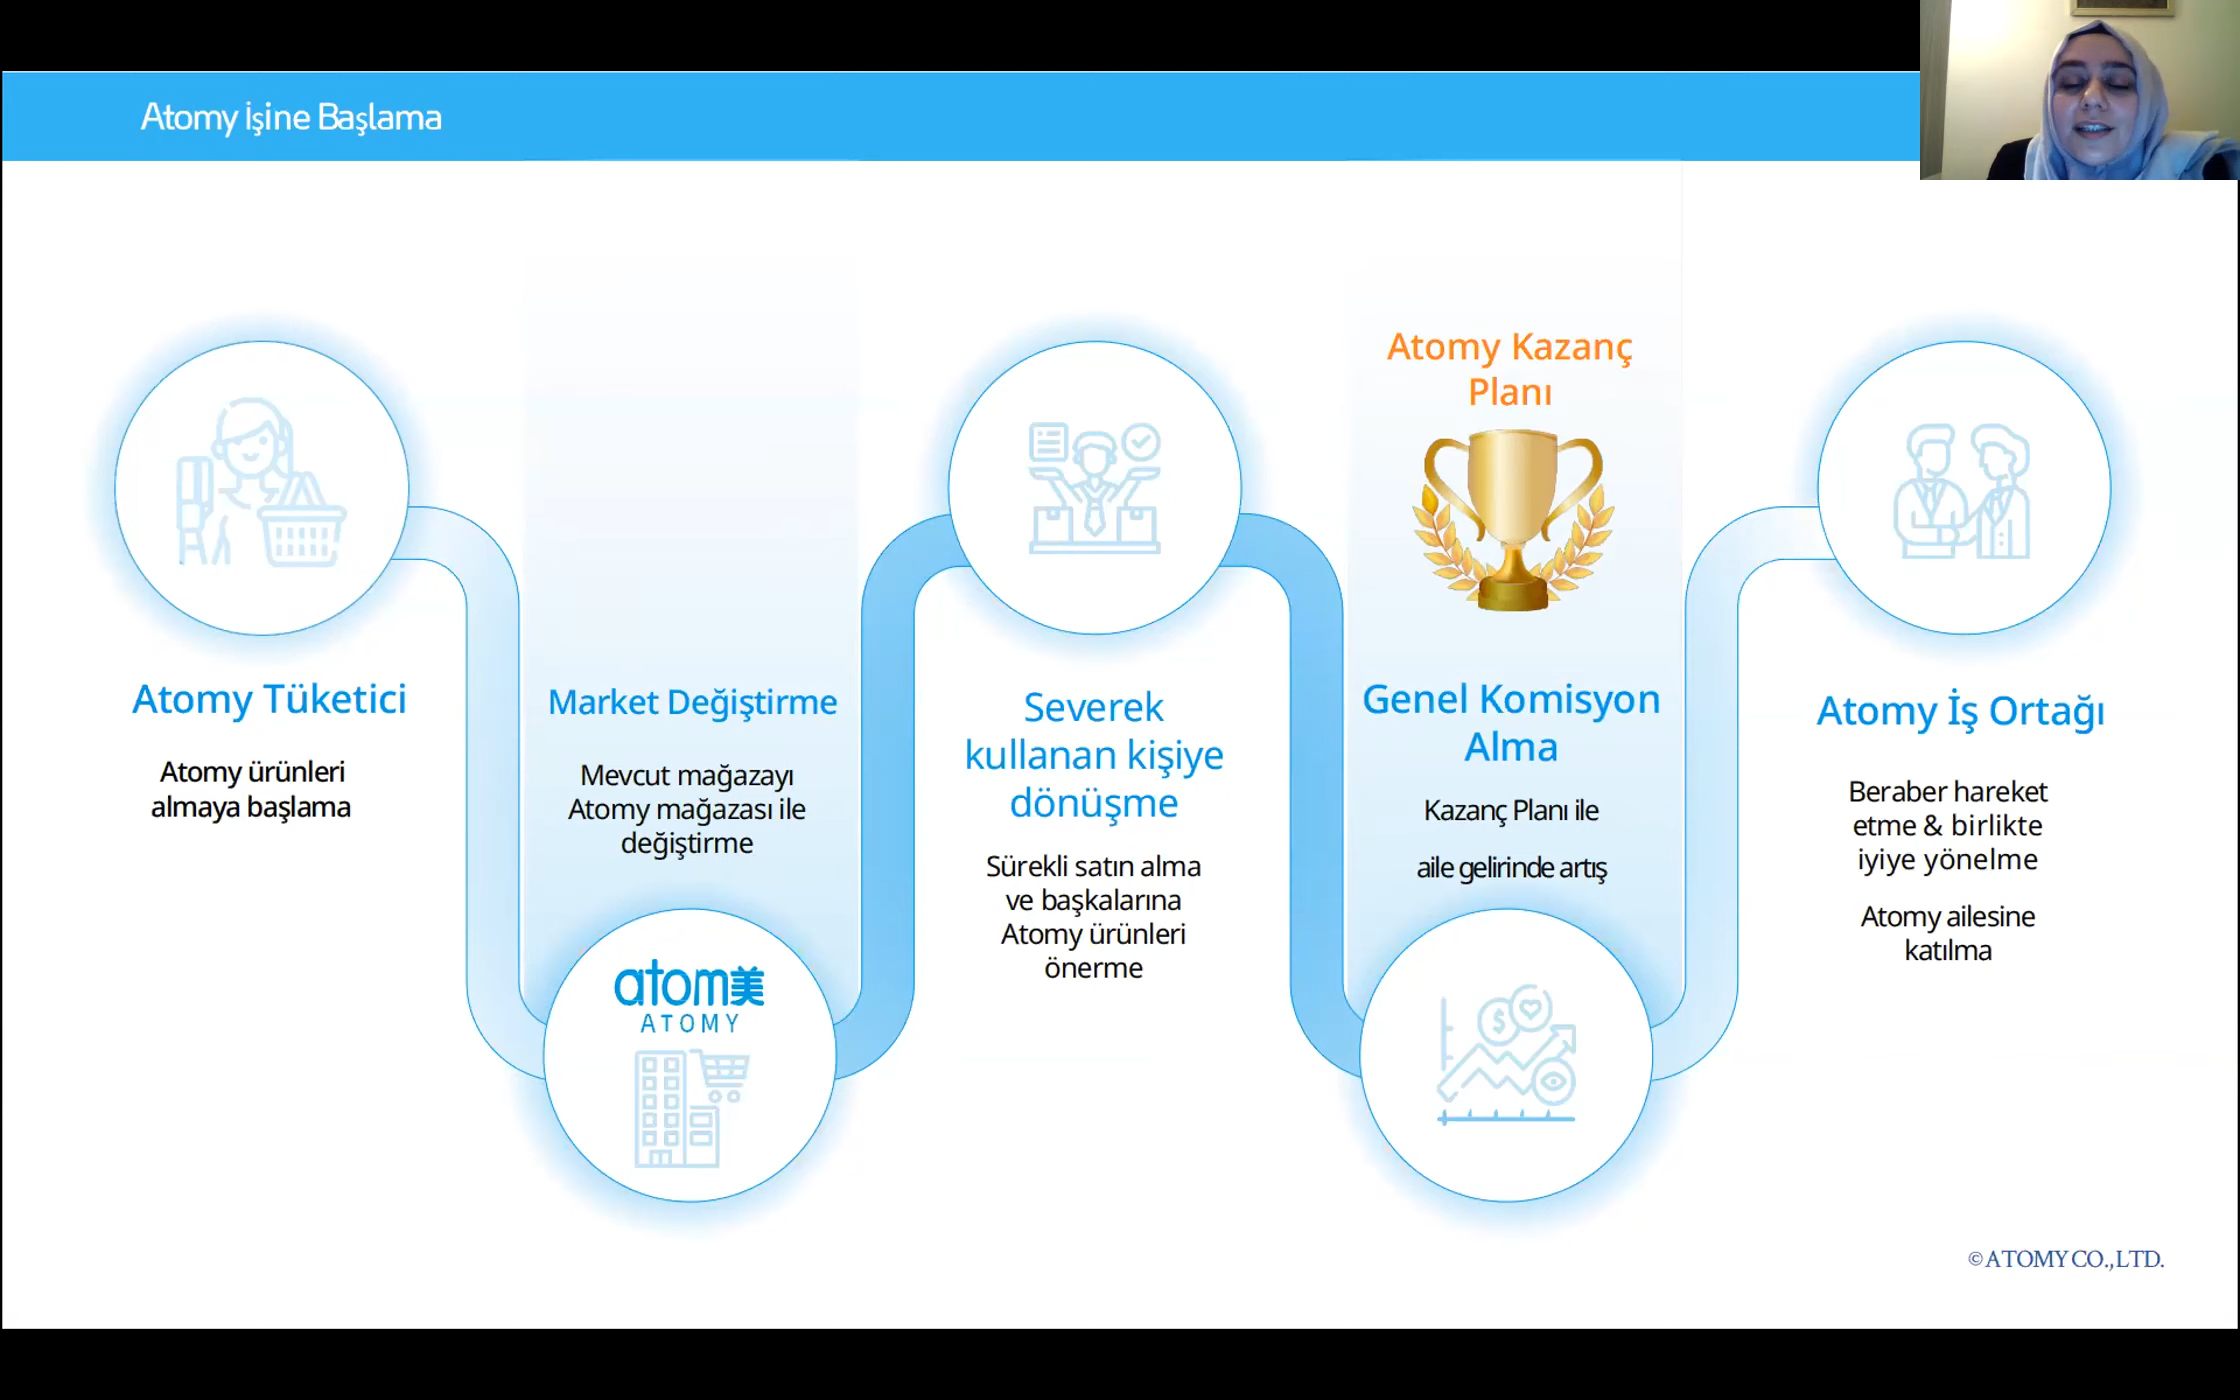 Atomy İşine Başlama
Atomy Tüketici
Atomy ürünleri
almaya başlama
Market Değiştirme
Mevcut mağazayı
Atomy mağazası ile
değiştirme
atom美
ATOMY
Severek
kullanan kişiye
dönüşme
Sürekli satın alma
ve başkalarına
Atomy ürünleri
önerme
Atomy Kazanç
Planı
Genel Komisyon
Alma
Kazanç Planı ile
aile gelirinde artış
$
Atomy İş Ortağı
Beraber hareket
etme & birlikte
iyiye yönelme
Atomy ailesine
katılma
©ATOMY CO.,LTD.